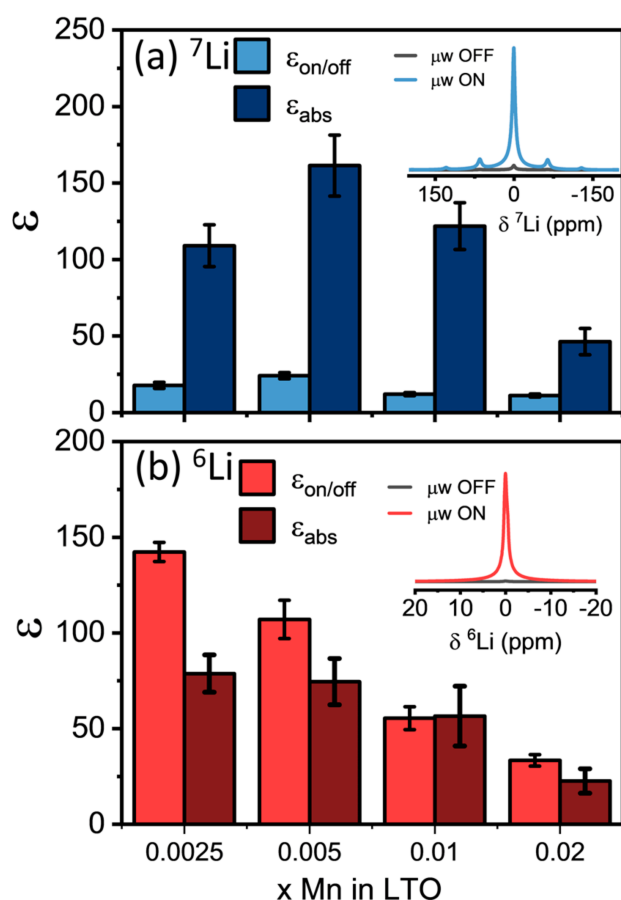 250
(a) ⁷Li
ε_on/off
ε_abs
μw OFF
μw ON
200
150
100
50
0
ε
150 0 -150
δ ⁷Li (ppm)
200
(b) ⁶Li
ε_on/off
ε_abs
μw OFF
μw ON
150
100
50
0
ε
20 10 0 -10 -20
δ ⁶Li (ppm)
0.0025 0.005 0.01 0.02
x Mn in LTO